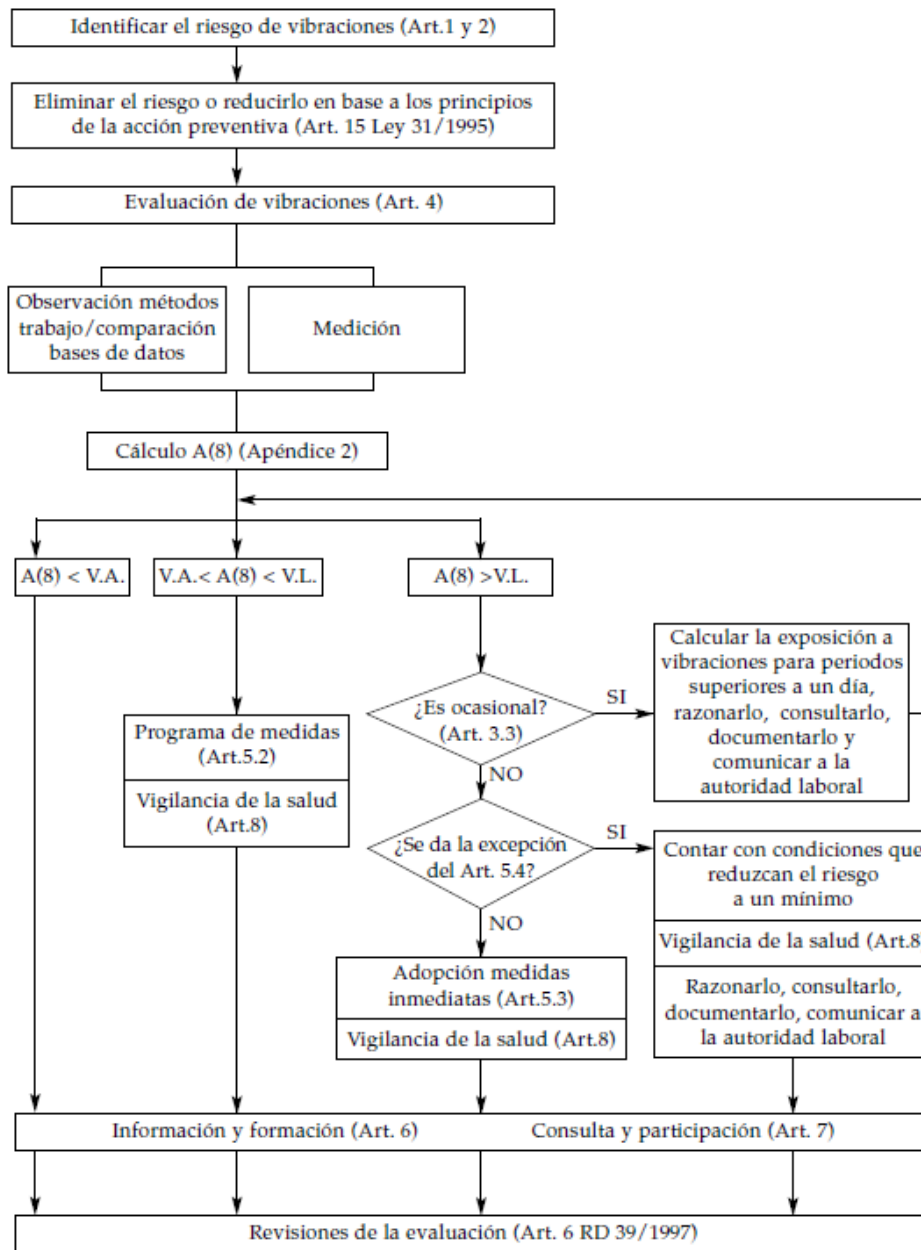 Identificar el riesgo de vibraciones (Art.1 y 2)
Eliminar el riesgo o reducirlo en base a los principios
de la acción preventiva (Art. 15 Ley 31/1995)
Evaluación de vibraciones (Art. 4)
Observación métodos
trabajo/comparación
bases de datos
Medición
Cálculo A(8) (Apéndice 2)
A(8) < V.A.
V.A.< A(8) < V.L.
A(8) >V.L.
Programa de medidas
(Art.5.2)
Vigilancia de la salud
(Art.8)
¿Es ocasional?
(Art. 3.3)
SI
Calcular la exposición a
vibraciones para periodos
superiores a un día,
razonarlo, consultarlo,
documentarlo y
comunicar a la
autoridad laboral
NO
¿Se da la excepción
del Art. 5.4?
SI
Contar con condiciones que
reduzcan el riesgo
a un mínimo
Vigilancia de la salud (Art.8)
Razonarlo, consultarlo,
documentarlo, comunicar a
la autoridad laboral
NO
Adopción medidas
inmediatas (Art.5.3)
Vigilancia de la salud (Art.8)
Información y formación (Art. 6)
Consulta y participación (Art. 7)
Revisiones de la evaluación (Art. 6 RD 39/1997)